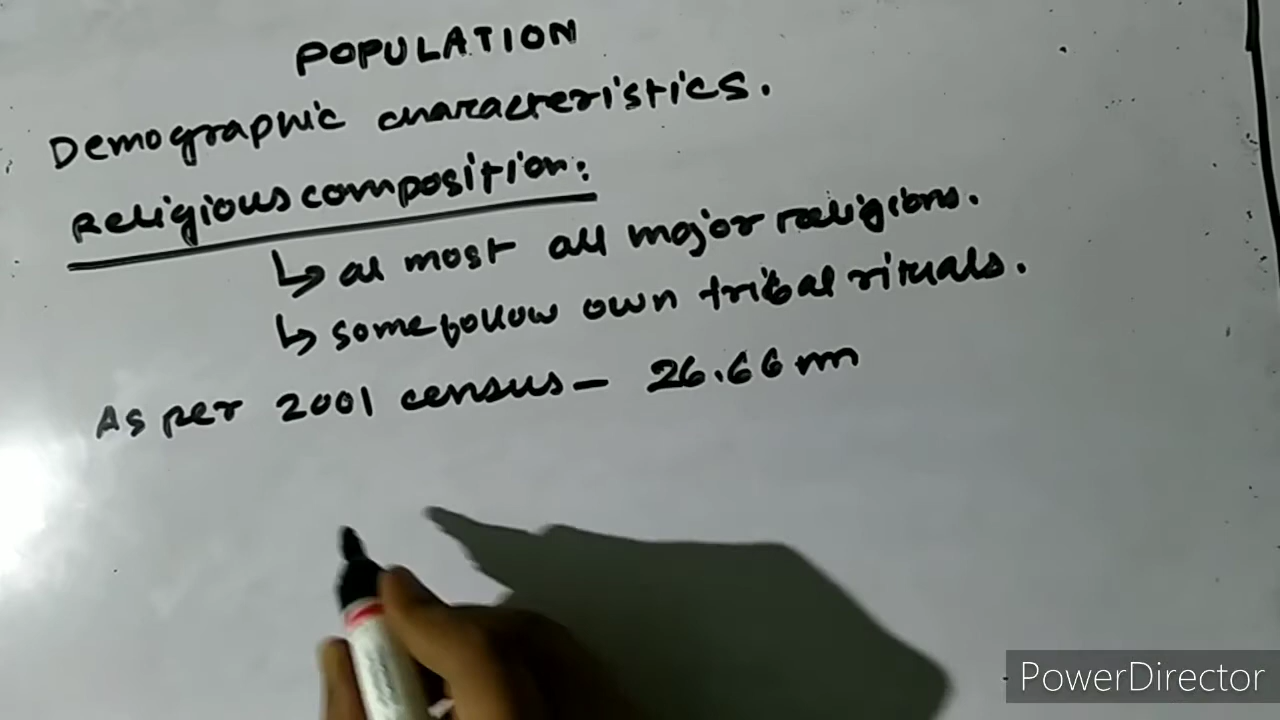 POPULATION
Demographic characteristics.
Religious composition:
↳ al most all major religions.
↳ some follow own tribal rituals.
As per 2001 census - 26.66 m
PowerDirector